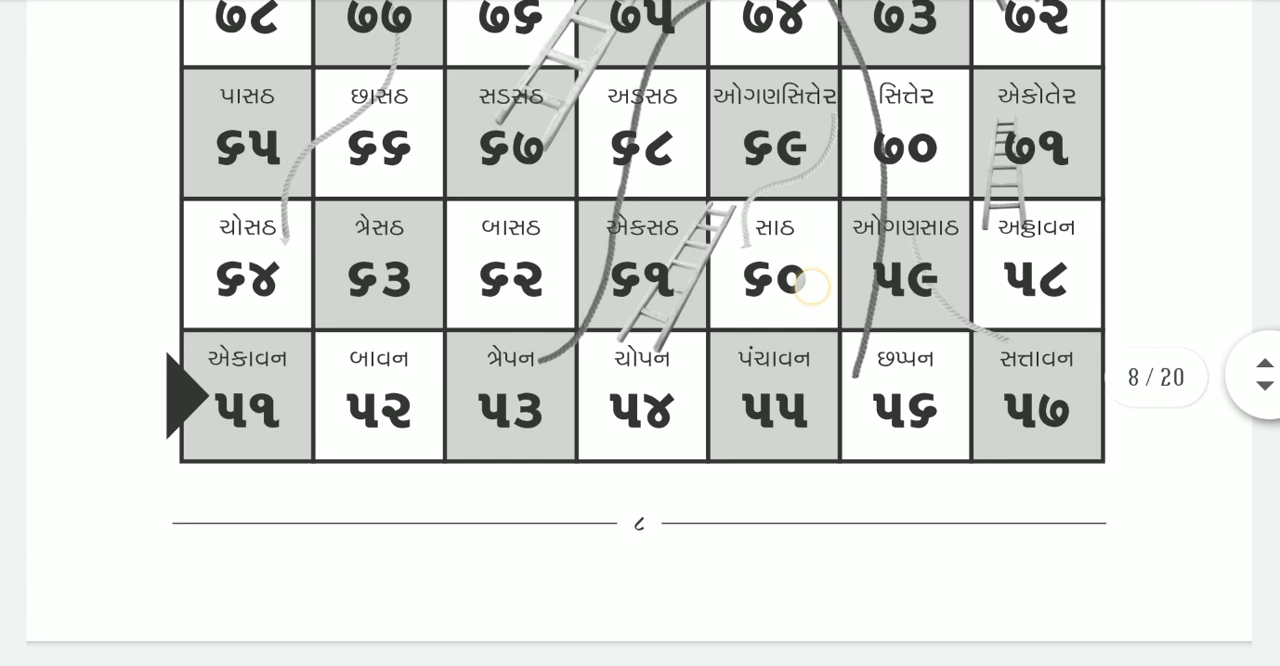 ૭૮ ૭૭ ૭૬ ૭૫ ૭૪ ૭૩ ૭૨
પાસઠ છાસઠ સડસઠ અડસઠ ઓગણસિત્તેર સિત્તેર એકોતેર
૬૫ ૬૬ ૬૭ ૬૮ ૬૯ ૭૦ ૭૧
ચોસઠ ત્રેસઠ બાસઠ એકસઠ સાઠ ઓગણસાઠ અઠ્ઠાવન
૬૪ ૬૩ ૬૨ ૬૧ ૬૦ ૫૯ ૫૮
એકાવન બાવન ત્રેપન ચોપન પંચાવન છપ્પન સત્તાવન
૫૧ ૫૨ ૫૩ ૫૪ ૫૫ ૫૬ ૫૭
8 / 20
૮